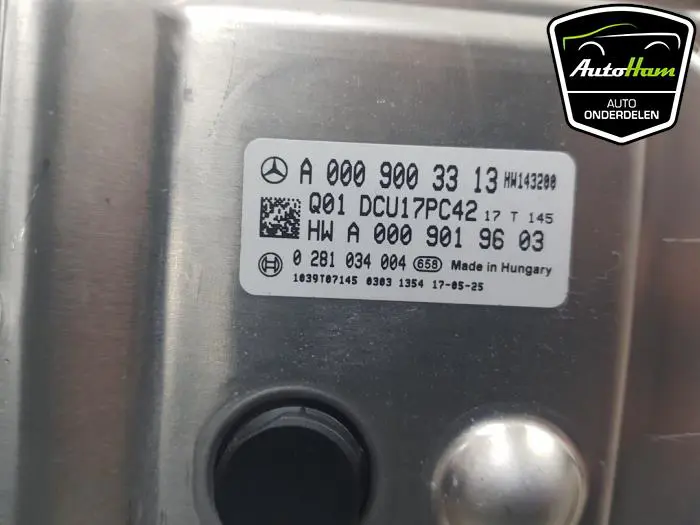 AutoHam
AUTO
ONDERDELEN
A 000 900 33 13 HW143200
Q01 DCU17PC42 17 T 145
HW A 000 901 96 03
0 281 034 004 658 Made in Hungary
1039T07145 0303 1354 17-05-25